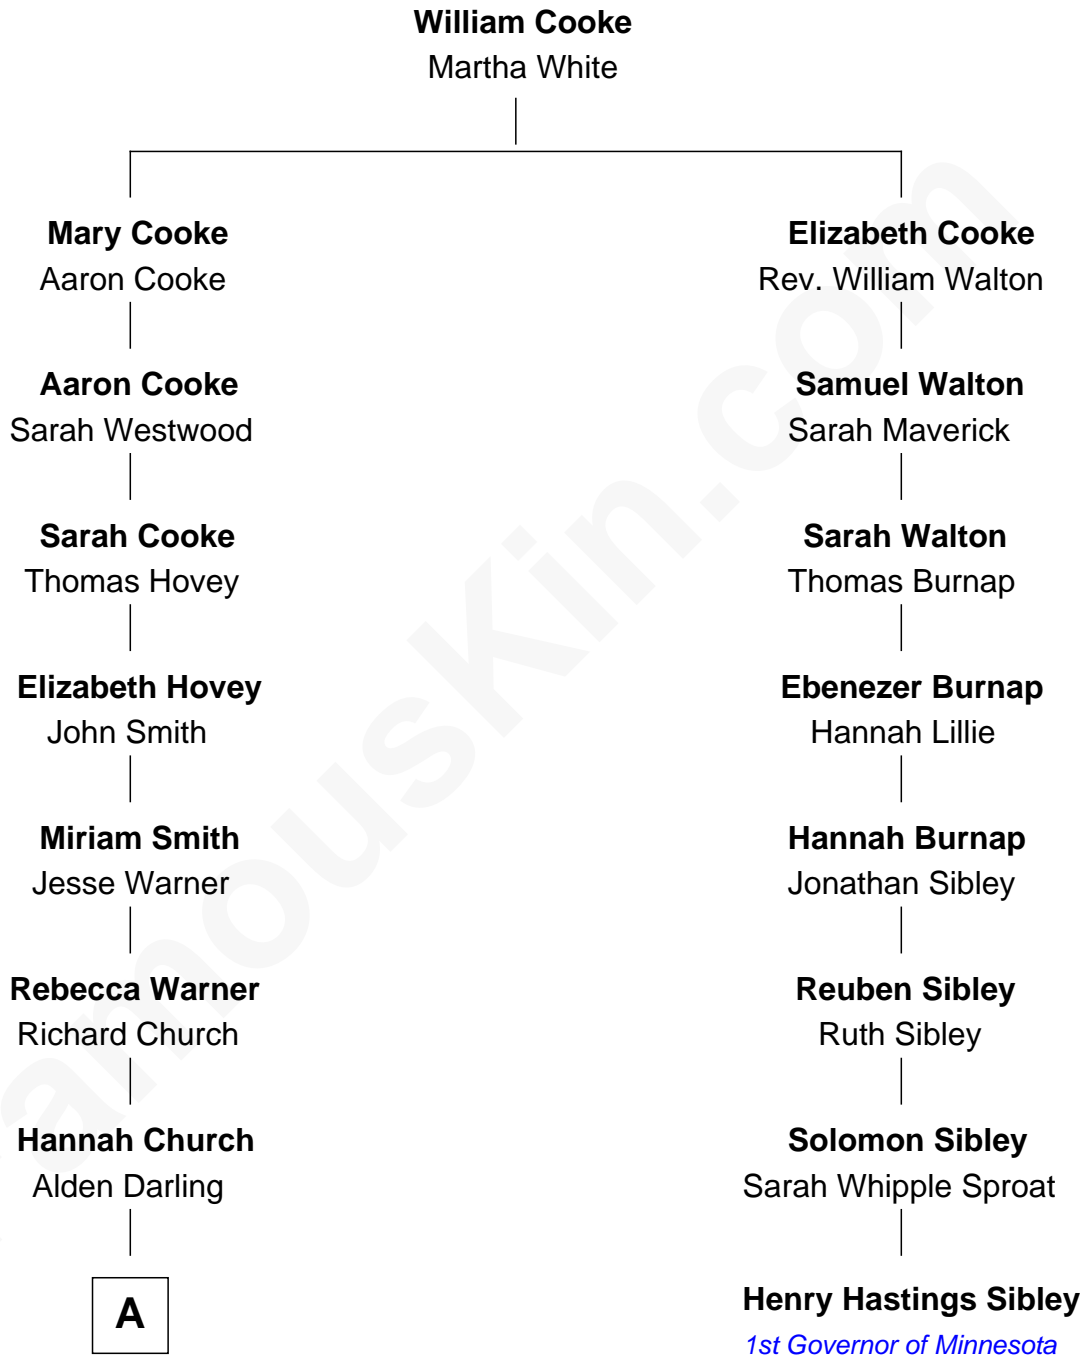 William Cooke
Martha White
Mary Cooke
Aaron Cooke
Elizabeth Cooke
Rev. William Walton
Aaron Cooke
Sarah Westwood
Samuel Walton
Sarah Maverick
Sarah Cooke
Thomas Hovey
Sarah Walton
Thomas Burnap
Elizabeth Hovey
John Smith
Ebenezer Burnap
Hannah Lillie
Miriam Smith
Jesse Warner
Hannah Burnap
Jonathan Sibley
Rebecca Warner
Richard Church
Reuben Sibley
Ruth Sibley
Hannah Church
Alden Darling
Solomon Sibley
Sarah Whipple Sproat
A
Henry Hastings Sibley
1st Governor of Minnesota
amouskin.com